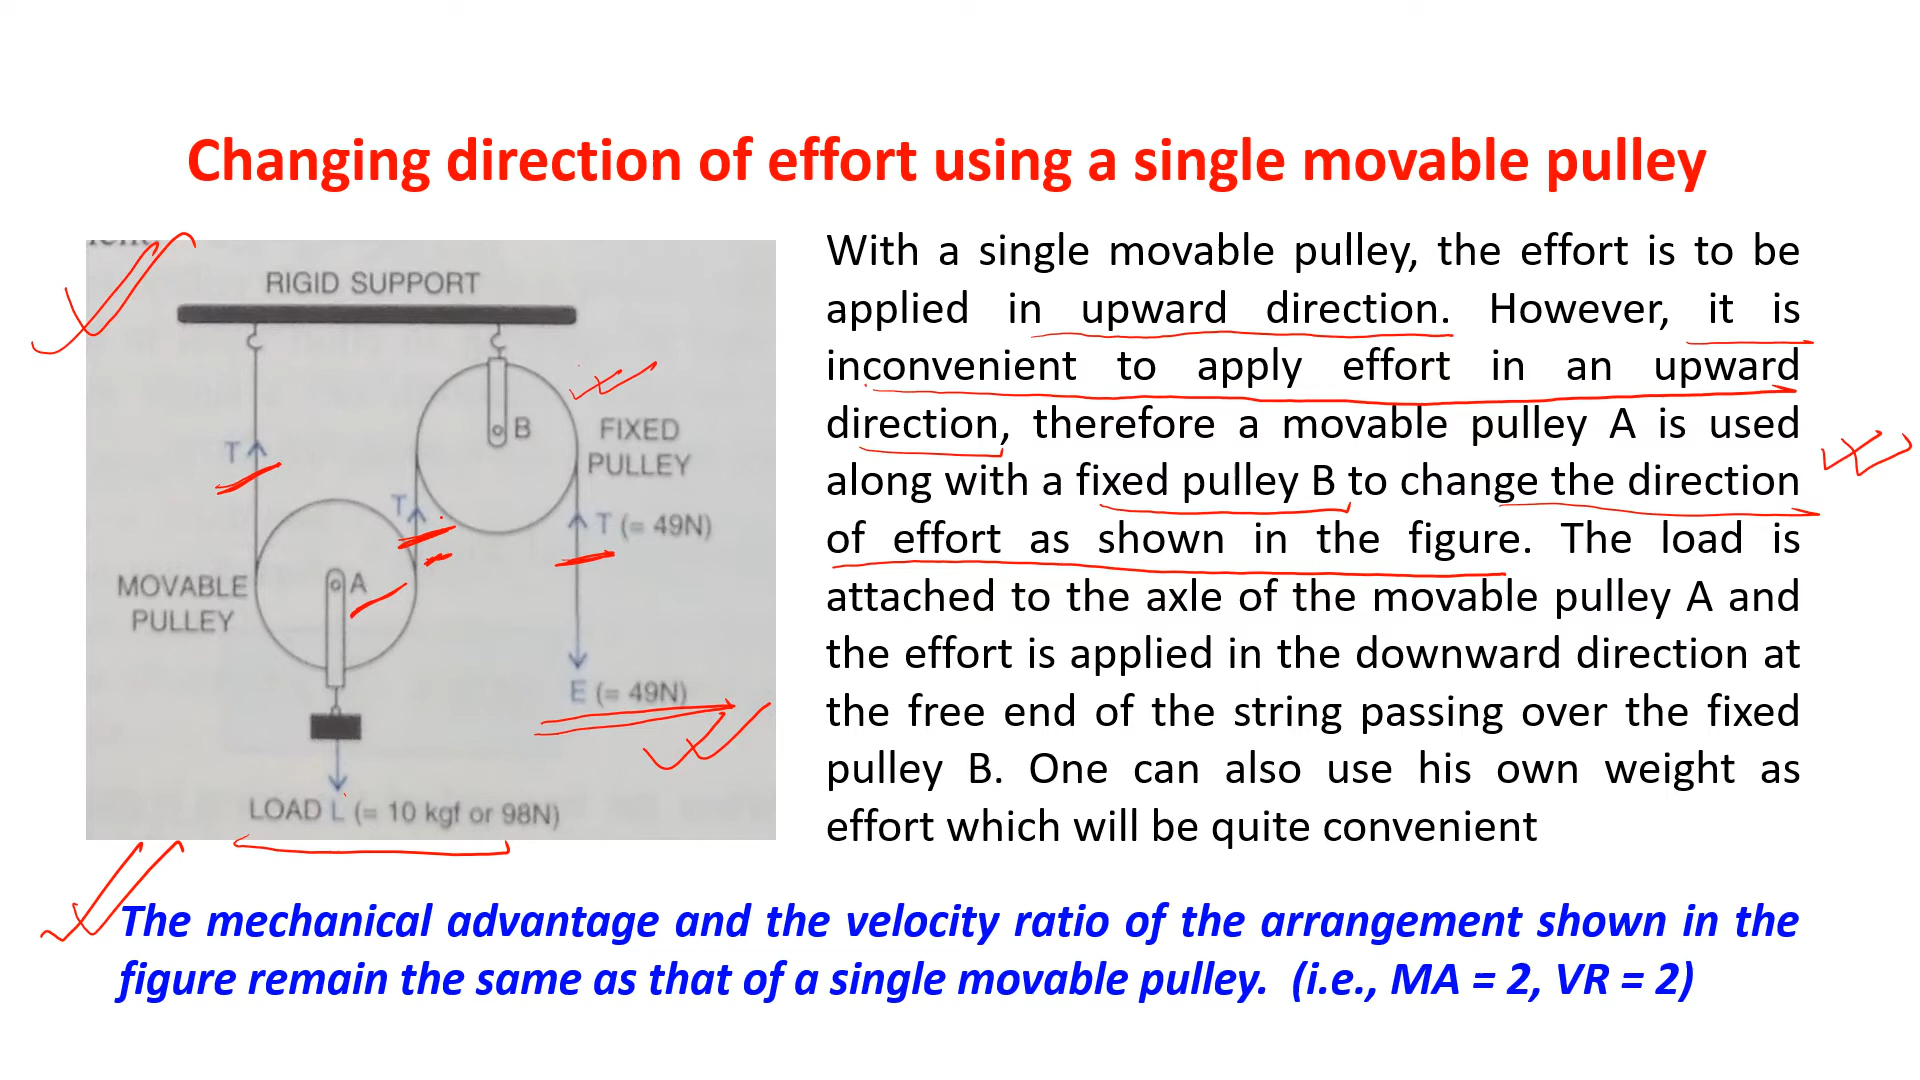 Changing direction of effort using a single movable pulley
RIGID SUPPORT
B
FIXED
PULLEY
T
T
T (= 49N)
MOVABLE
PULLEY
A
E (= 49N)
LOAD L (= 10 kgf or 98N)
With a single movable pulley, the effort is to be
applied in upward direction. However, it is
inconvenient to apply effort in an upward
direction, therefore a movable pulley A is used
along with a fixed pulley B to change the direction
of effort as shown in the figure. The load is
attached to the axle of the movable pulley A and
the effort is applied in the downward direction at
the free end of the string passing over the fixed
pulley B. One can also use his own weight as
effort which will be quite convenient
The mechanical advantage and the velocity ratio of the arrangement shown in the
figure remain the same as that of a single movable pulley. (i.e., MA = 2, VR = 2)